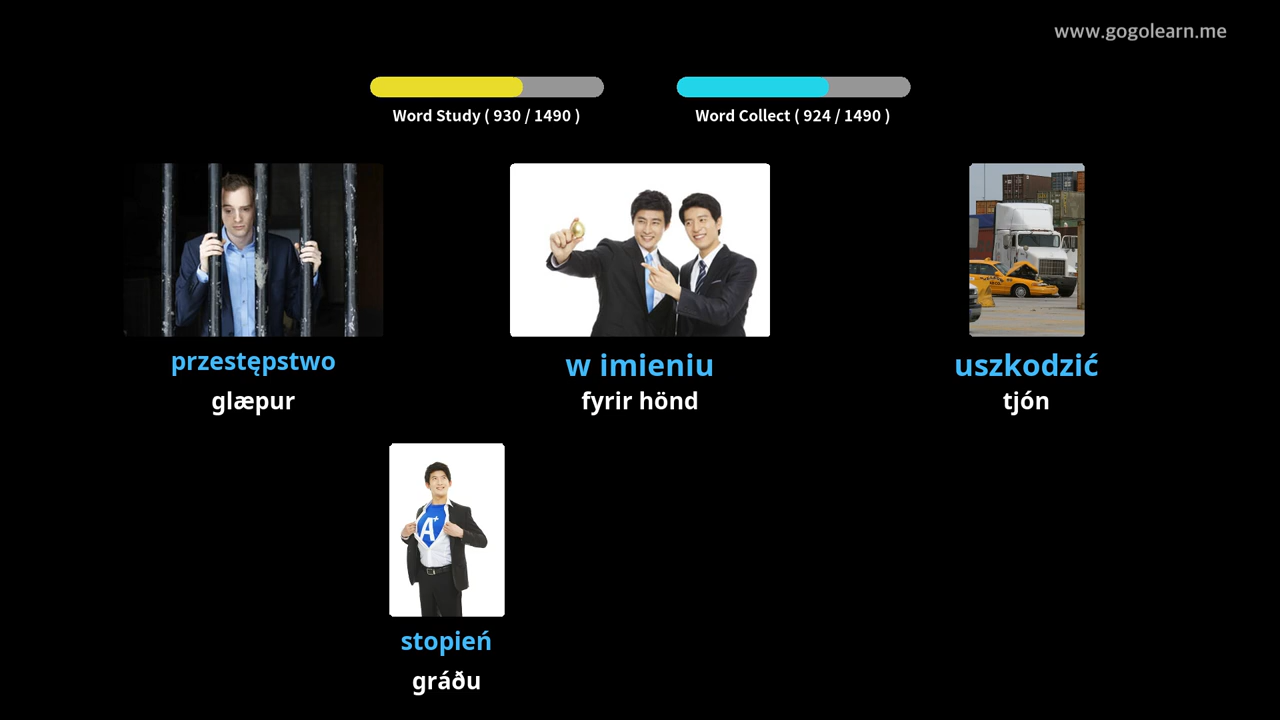 www.gogolearn.me
Word Study ( 930 / 1490 )
Word Collect ( 924 / 1490 )
przestępstwo
glæpur
w imieniu
fyrir hönd
uszkodzić
tjón
A+
stopień
gráðu